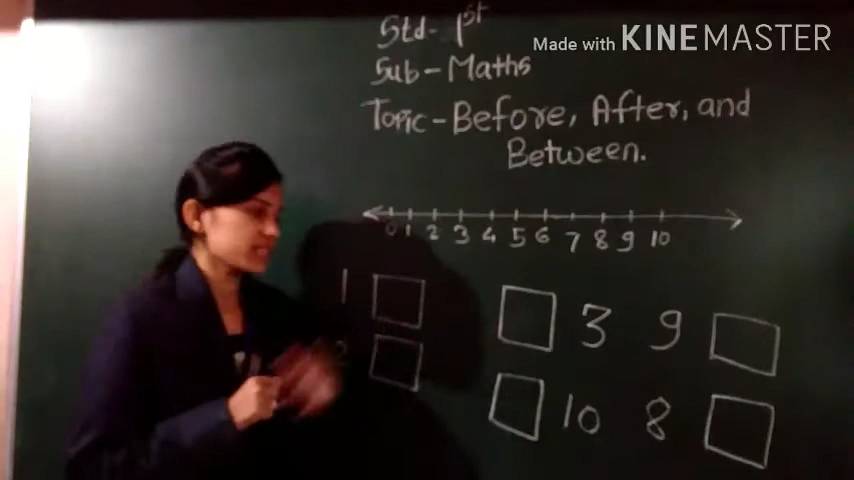 Std- 1st
Made with KINEMASTER
Sub-Maths
Topic-Before, After, and
Between.
0 1 2 3 4 5 6 7 8 9 10
1 3 9
10 8